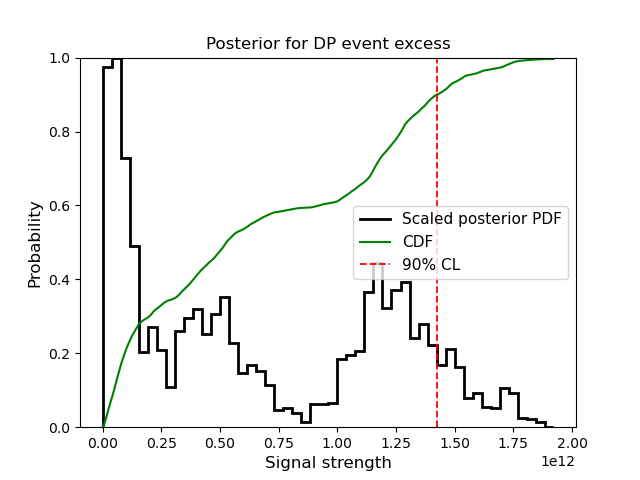 Posterior for DP event excess
Probability
1.0
0.8
0.6
0.4
0.2
0.0
Scaled posterior PDF
CDF
90% CL
0.00 0.25 0.50 0.75 1.00 1.25 1.50 1.75 2.00
1e12
Signal strength